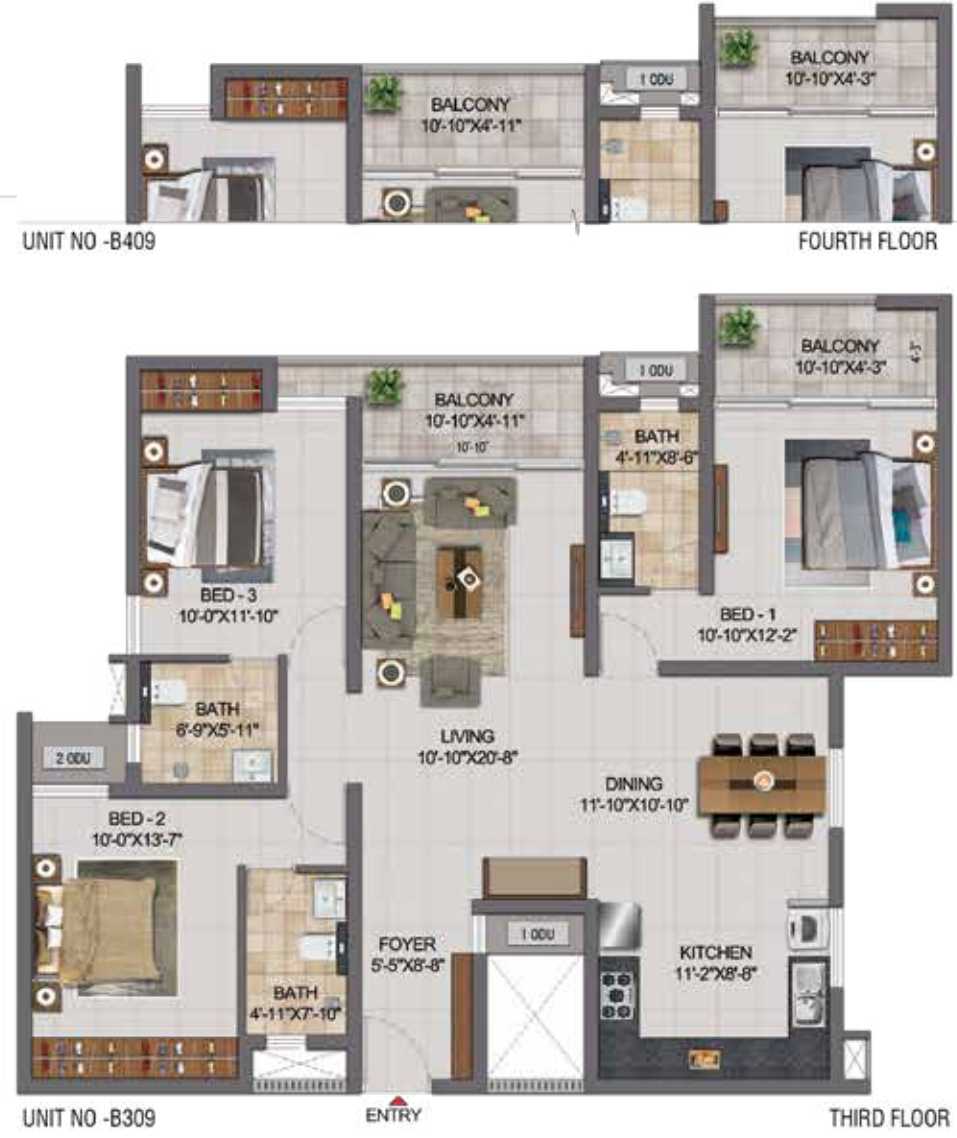 1 ODU
BALCONY
10'-10"X4'-3"
BALCONY
10'-10"X4'-11"
UNIT NO -B409
FOURTH FLOOR
BALCONY
10'-10"X4'-3"
4'-3"
1 ODU
BALCONY
10'-10"X4'-11"
10'-10"
BATH
4'-11"X8'-6"
BED - 3
10'-0"X11'-10"
BED - 1
10'-10"X12'-2"
BATH
6'-9"X5'-11"
2 ODU
LIVING
10'-10"X20'-8"
DINING
11'-10"X10'-10"
BED - 2
10'-0"X13'-7"
1 ODU
FOYER
5'-5"X8'-8"
KITCHEN
11'-2"X8'-8"
BATH
4'-11"X7'-10"
UNIT NO -B309
ENTRY
THIRD FLOOR